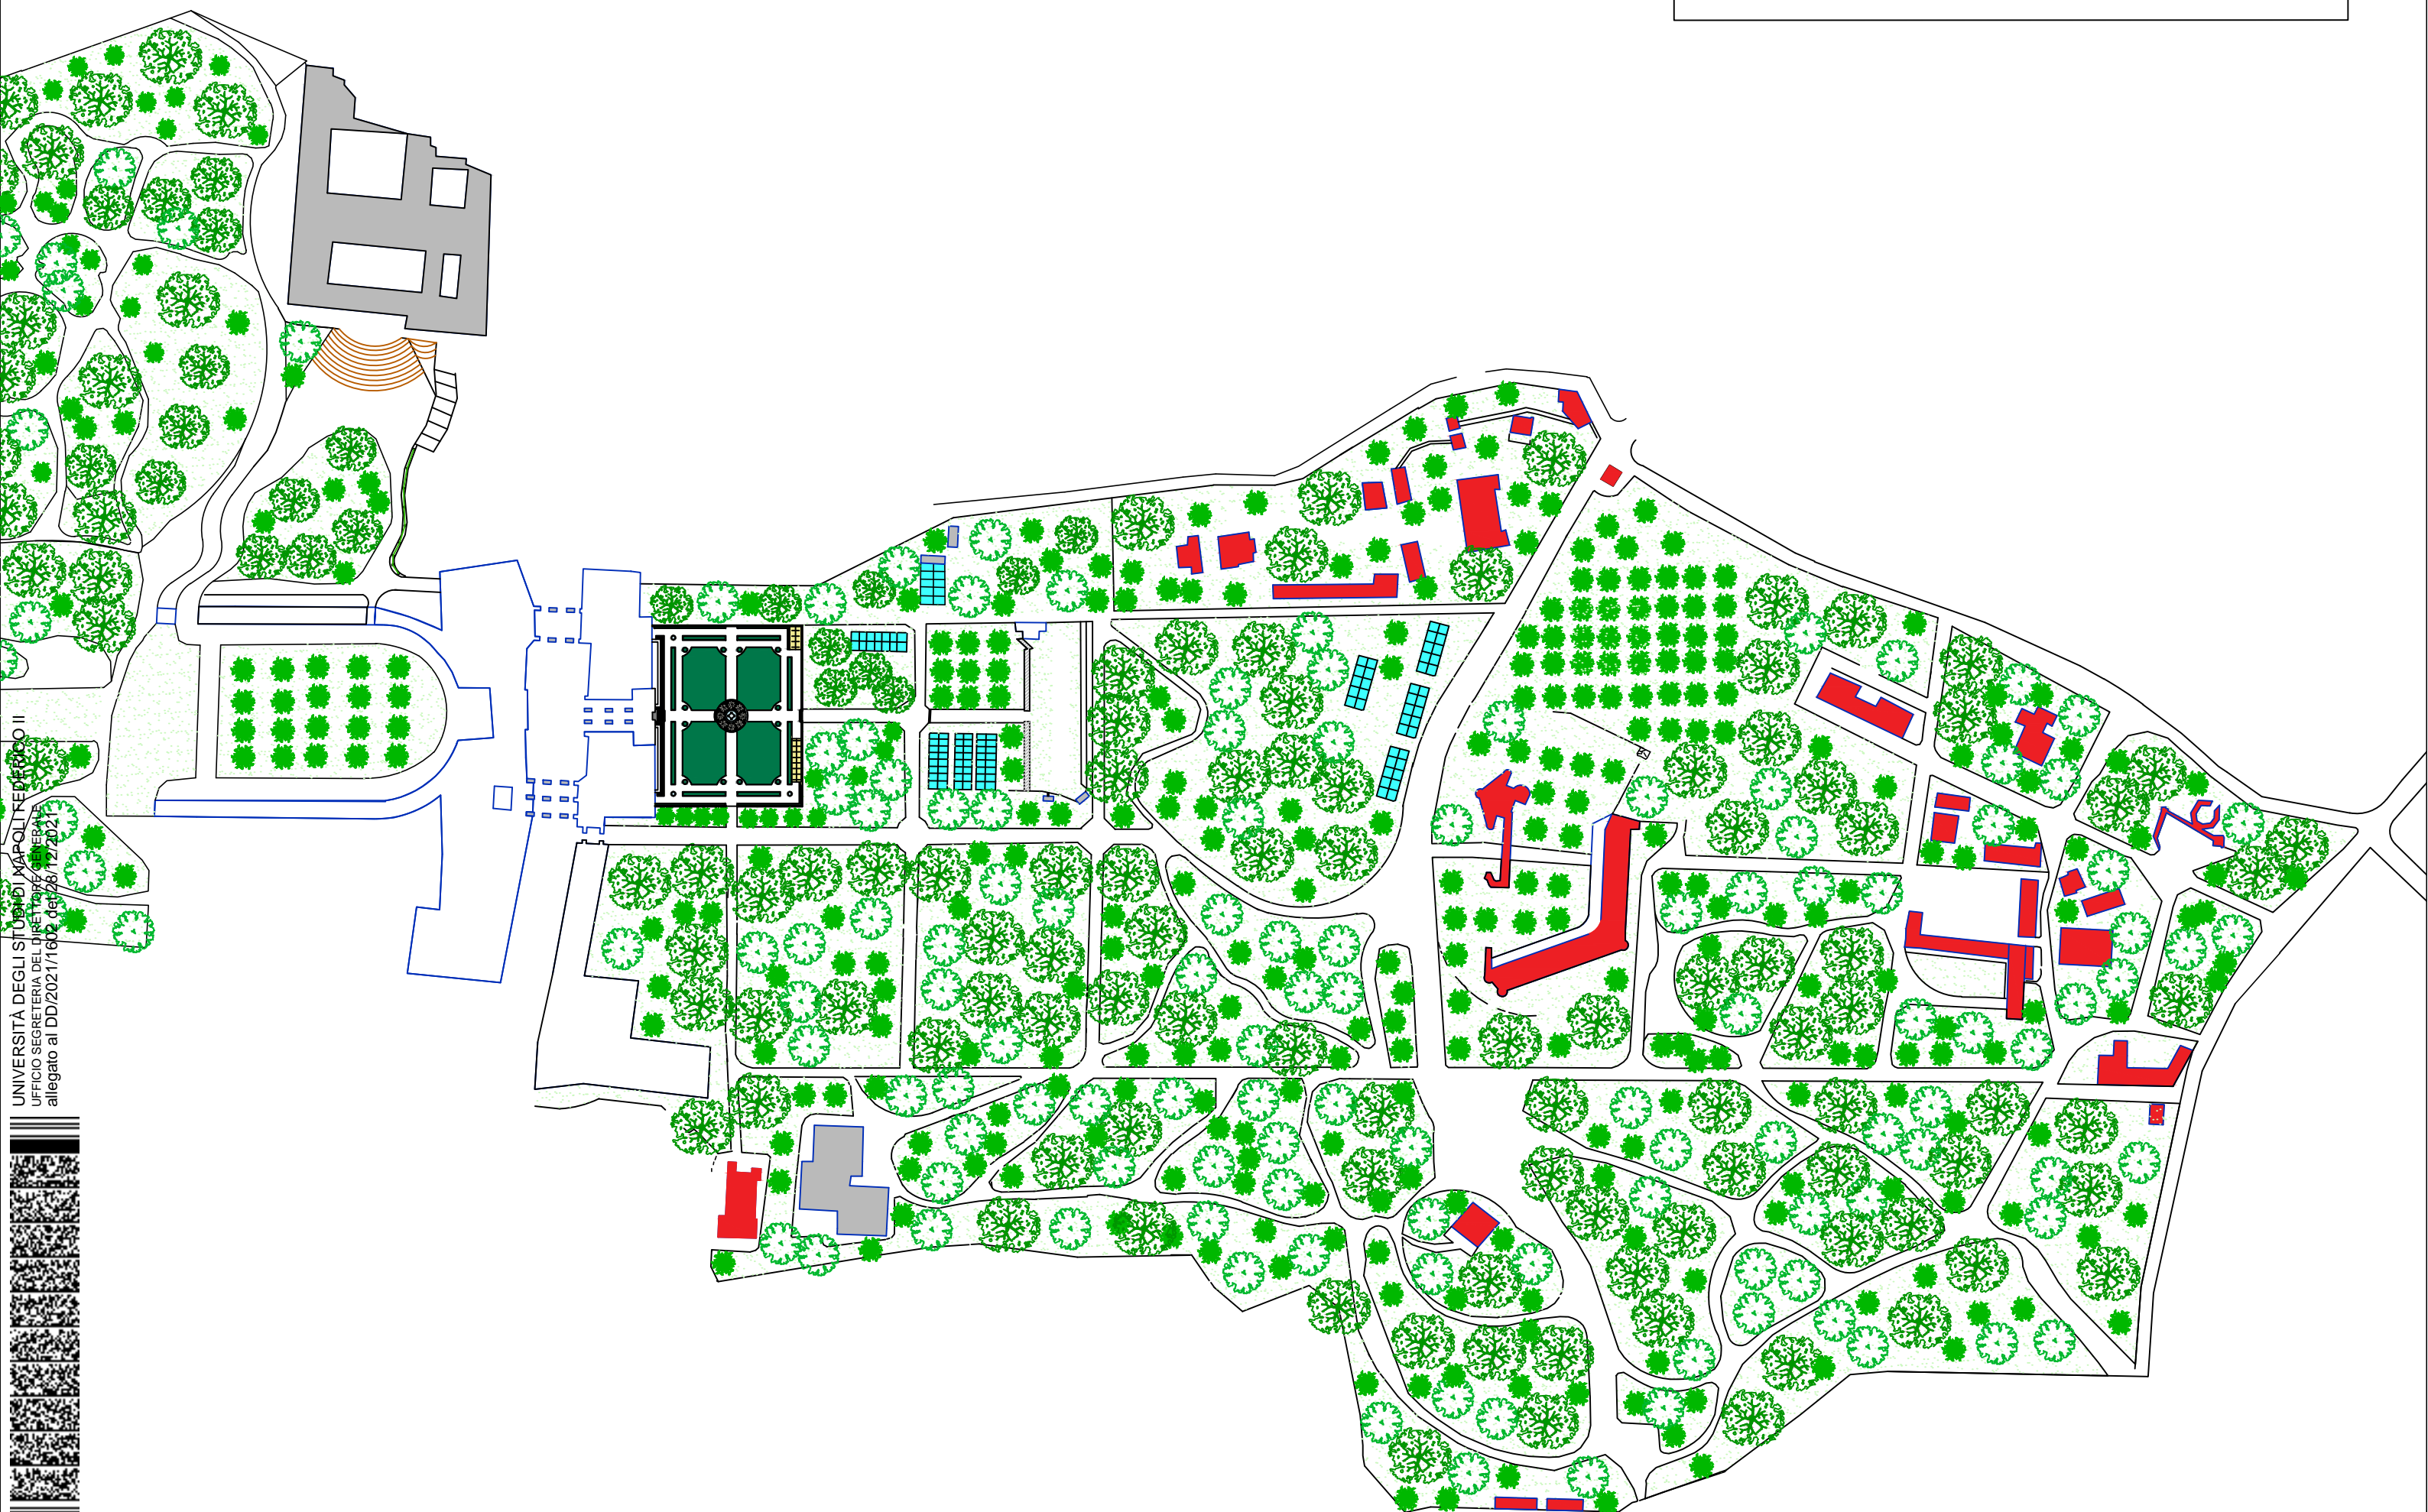 UNIVERSITÀ DEGLI STUDI DI NAPOLI FEDERICO II
UFFICIO SEGRETERIA DEL DIRETTORE GENERALE
allegato al DD/2021/1602 del 28/12/2021